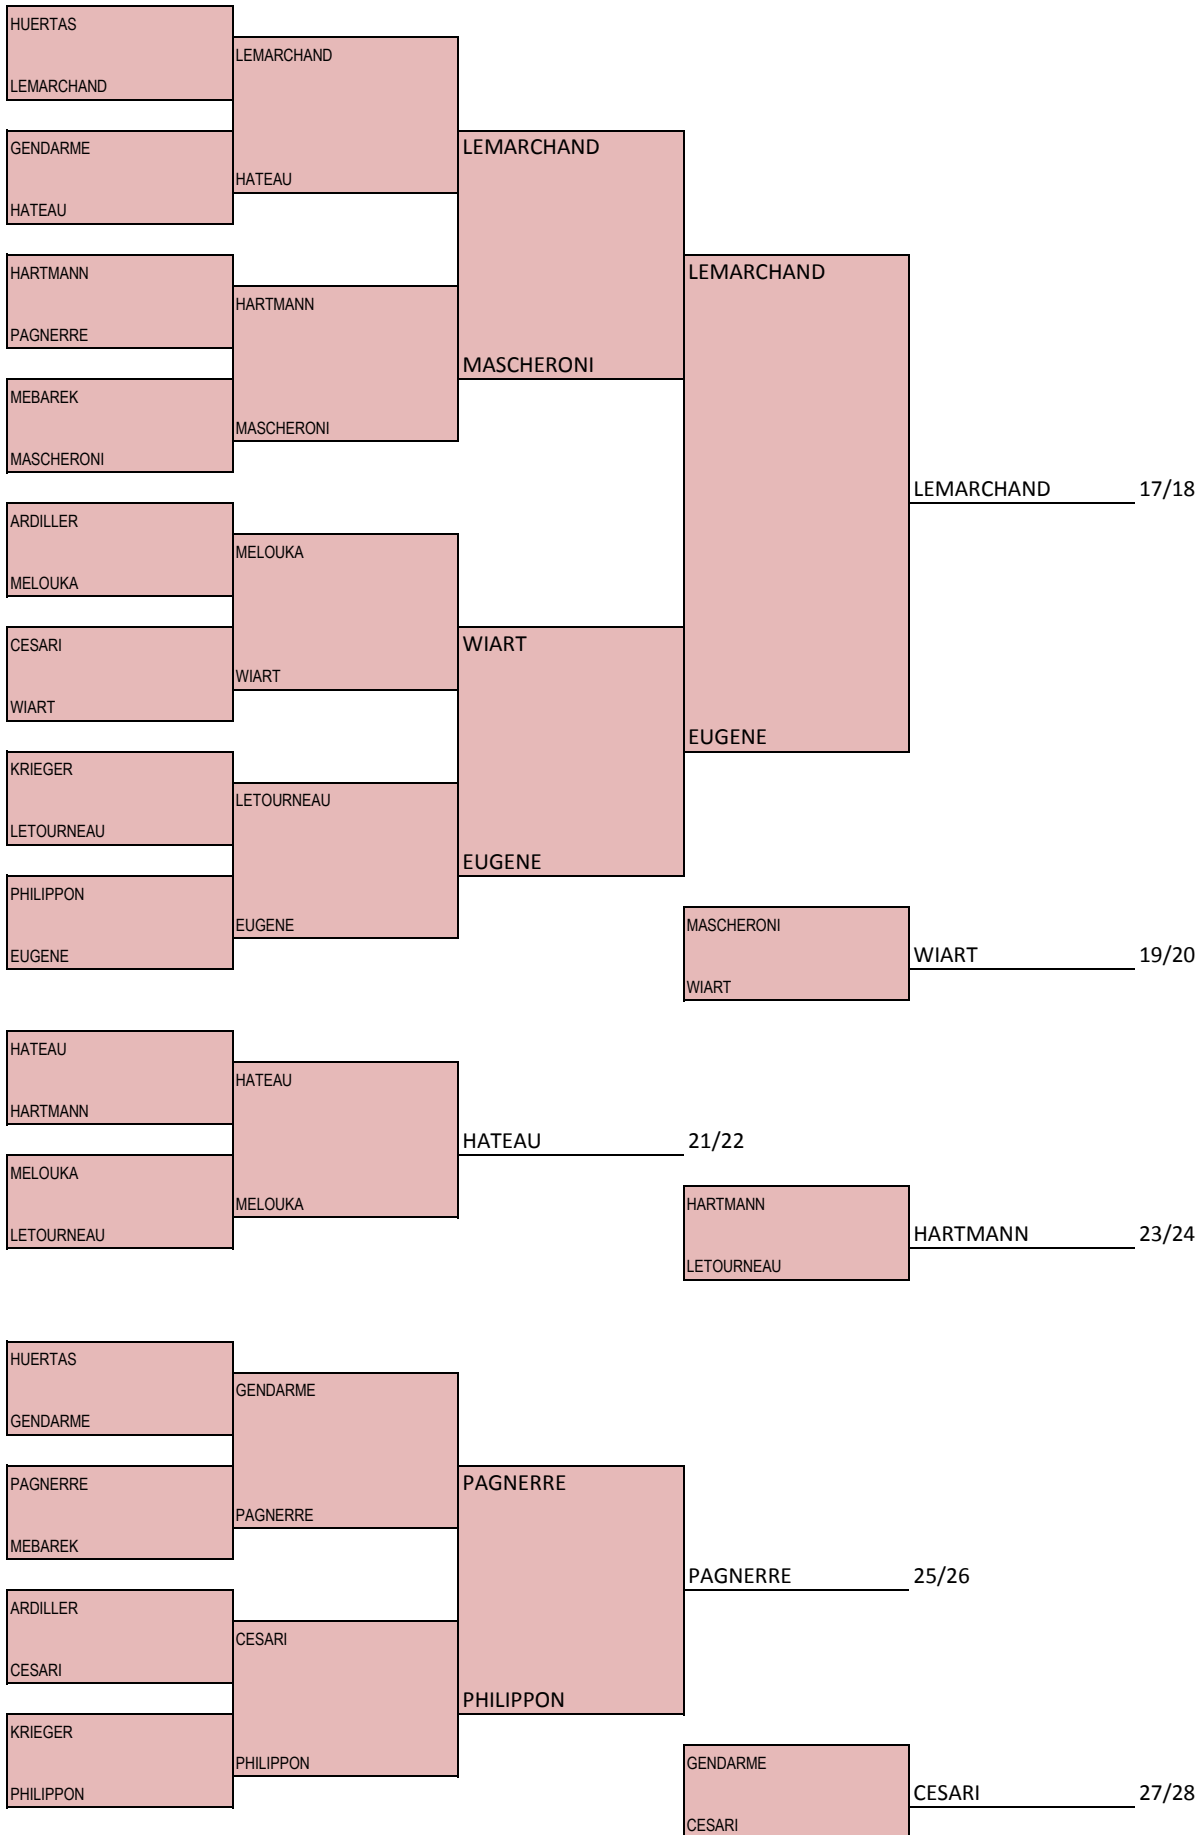 HUERTAS
LEMARCHAND
LEMARCHAND
GENDARME
LEMARCHAND
HATEAU
HATEAU
HARTMANN
LEMARCHAND
HARTMANN
PAGNERRE
MASCHERONI
MEBAREK
MASCHERONI
MASCHERONI
LEMARCHAND 17/18
ARDILLER
MELOUKA
MELOUKA
CESARI
WIART
WIART
WIART
EUGENE
KRIEGER
LETOURNEAU
LETOURNEAU
EUGENE
PHILIPPON
EUGENE
MASCHERONI
EUGENE
WIART 19/20
WIART
HATEAU
HATEAU
HARTMANN
HATEAU 21/22
MELOUKA
MELOUKA
HARTMANN
LETOURNEAU
HARTMANN 23/24
LETOURNEAU
HUERTAS
GENDARME
GENDARME
PAGNERRE
PAGNERRE
PAGNERRE
MEBAREK
PAGNERRE 25/26
ARDILLER
CESARI
CESARI
PHILIPPON
KRIEGER
PHILIPPON
GENDARME
PHILIPPON
CESARI 27/28
CESARI